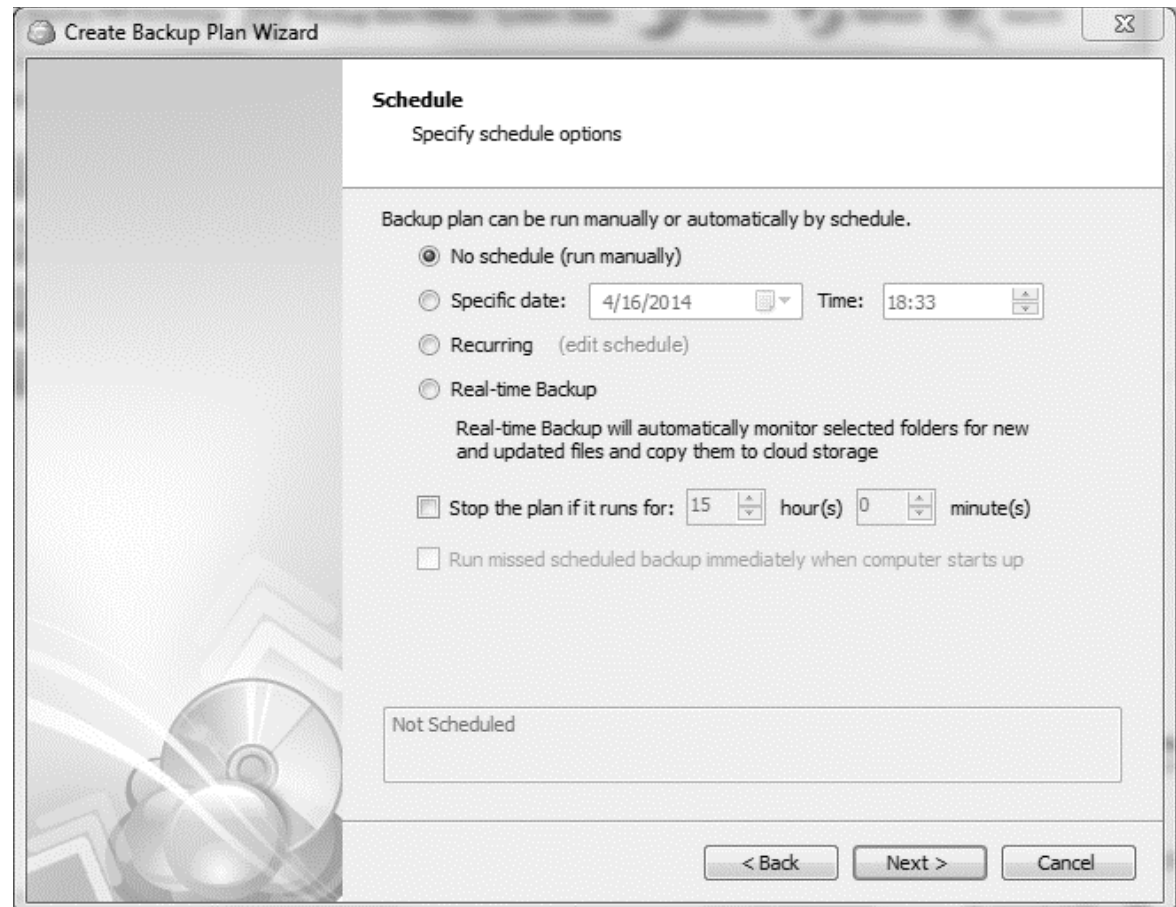 Create Backup Plan Wizard
Schedule
Specify schedule options
Backup plan can be run manually or automatically by schedule.
No schedule (run manually)
Specific date: 4/16/2014 Time: 18:33
Recurring (edit schedule)
Real-time Backup
Real-time Backup will automatically monitor selected folders for new
and updated files and copy them to cloud storage
Stop the plan if it runs for: 15 hour(s) 0 minute(s)
Run missed scheduled backup immediately when computer starts up
Not Scheduled
< Back Next > Cancel